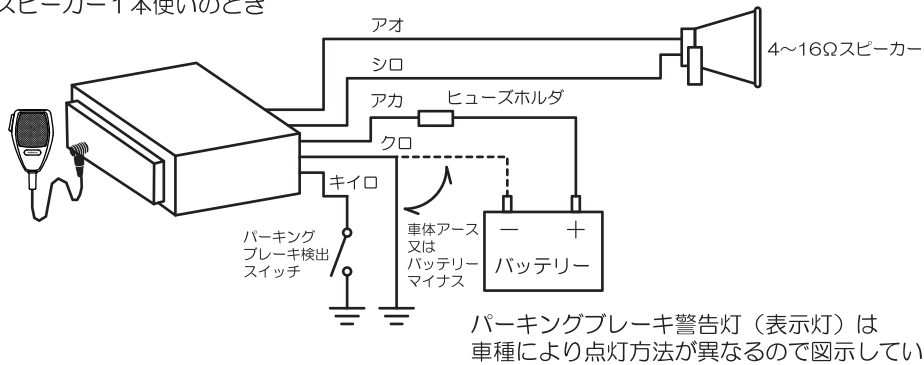 スピーカー1本使いのとき
アオ
シロ
4～16Ωスピーカー
アカ
ヒューズホルダ
クロ
キイロ
パーキング
ブレーキ検出
スイッチ
車体アース
又は
バッテリー
マイナス
－ ＋
バッテリー
パーキングブレーキ警告灯（表示灯）は
車種により点灯方法が異なるので図示してい